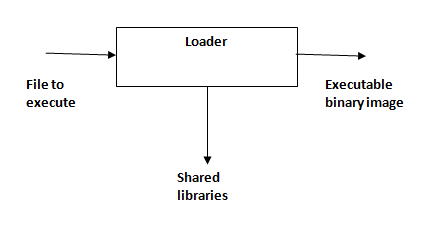 Loader
File to
execute
Executable
binary image
Shared
libraries